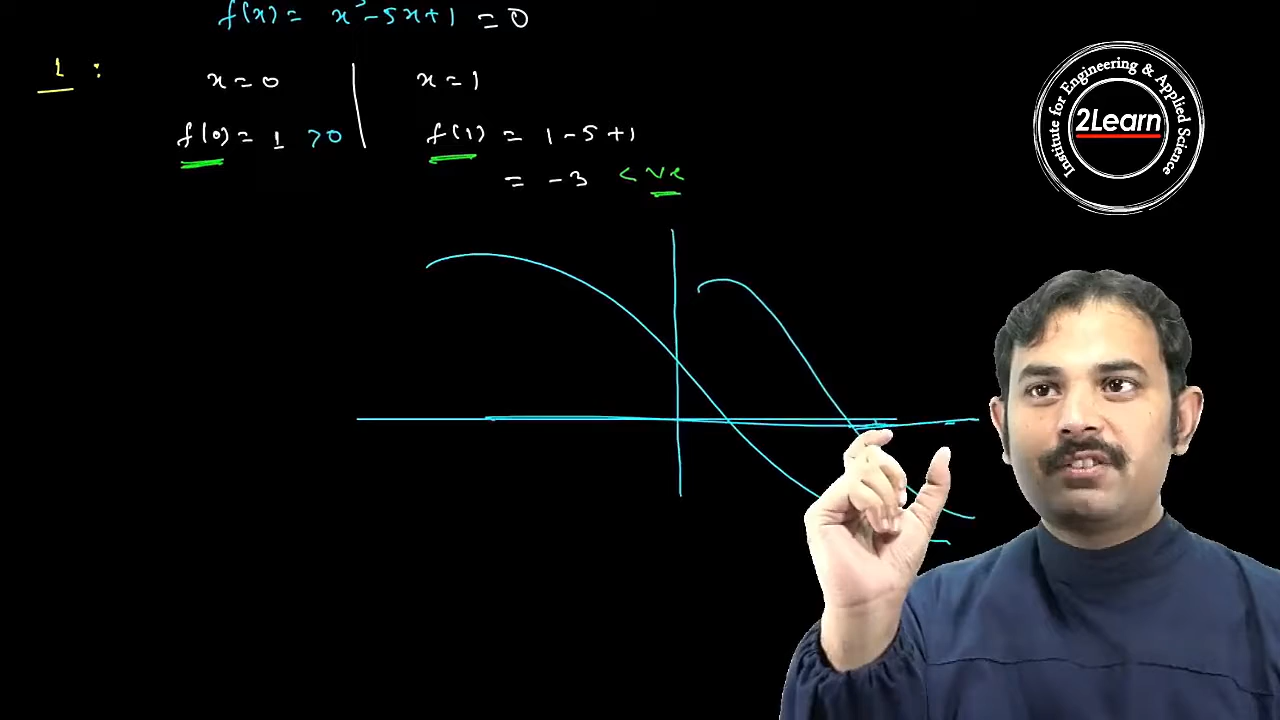 f(x) = x³ - 5x + 1 = 0
1 :
x = 0
x = 1
f(0) = 1 > 0
f(1) = 1 - 5 + 1
= -3 < ve
Institute for Engineering & Applied Science
2Learn